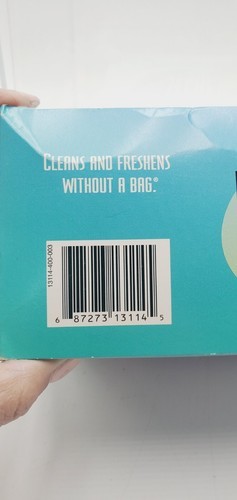 CLEANS AND FRESHENS
WITHOUT A BAG.®
13114-400-003
6 87273 13114 5